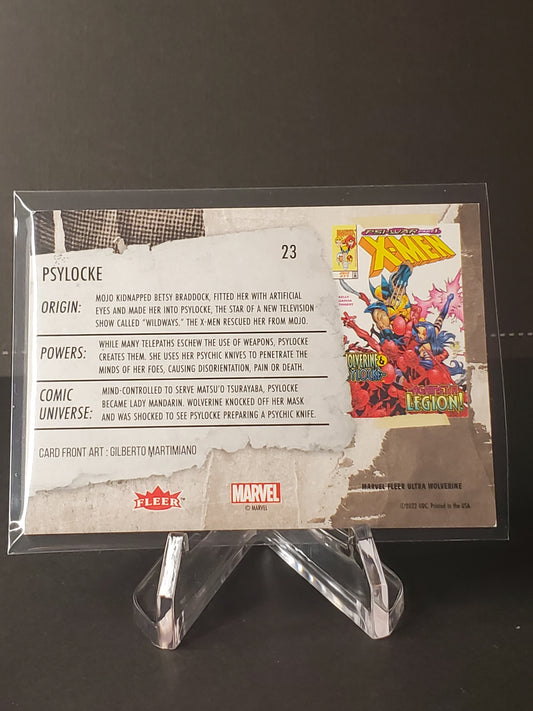 23
PSYLOCKE
ORIGIN: MOJO KIDNAPPED BETSY BRADDOCK, FITTED HER WITH ARTIFICIAL
EYES AND MADE HER INTO PSYLOCKE, THE STAR OF A NEW TELEVISION
SHOW CALLED "WILDWAYS." THE X-MEN RESCUED HER FROM MOJO.
POWERS: WHILE MANY TELEPATHS ESCHEW THE USE OF WEAPONS, PSYLOCKE
CREATES THEM. SHE USES HER PSYCHIC KNIVES TO PENETRATE THE
MINDS OF HER FOES, CAUSING DISORIENTATION, PAIN OR DEATH.
COMIC
UNIVERSE: MIND-CONTROLLED TO SERVE MATSU'O TSURAYABA, PSYLOCKE
BECAME LADY MANDARIN. WOLVERINE KNOCKED OFF HER MASK
AND WAS SHOCKED TO SEE PSYLOCKE PREPARING A PSYCHIC KNIFE.
CARD FRONT ART : GILBERTO MARTIMIANO
FLEER
MARVEL
© MARVEL
PSI-WAR
X-MEN
WOLVERINE &
LEGION!
MARVEL FLEER ULTRA WOLVERINE
©2022 UDC. Printed in the USA.